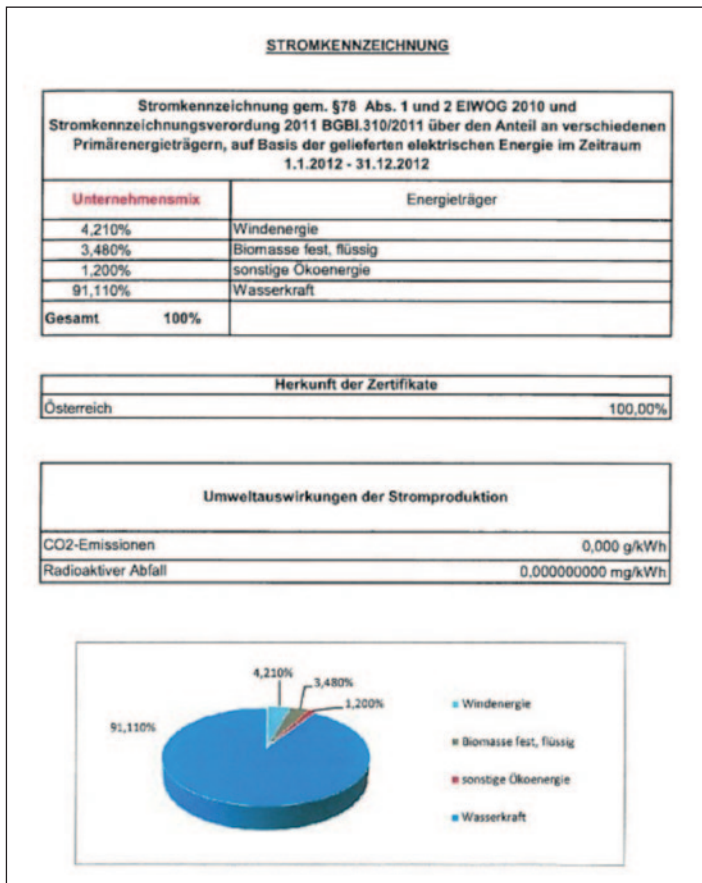 STROMKENNZEICHNUNG
Stromkennzeichnung gem. §78 Abs. 1 und 2 ElWOG 2010 und
Stromkennzeichnungsverordung 2011 BGBl.310/2011 über den Anteil an verschiedenen
Primärenergieträgern, auf Basis der gelieferten elektrischen Energie im Zeitraum
1.1.2012 - 31.12.2012
Unternehmensmix Energieträger
4,210% Windenergie
3,480% Biomasse fest, flüssig
1,200% sonstige Ökoenergie
91,110% Wasserkraft
Gesamt 100%
Herkunft der Zertifikate
Österreich 100,00%
Umweltauswirkungen der Stromproduktion
CO2-Emissionen 0,000 g/kWh
Radioaktiver Abfall 0,000000000 mg/kWh
4,210%
3,480%
1,200%
91,110%
Windenergie
Biomasse fest, flüssig
sonstige Ökoenergie
Wasserkraft